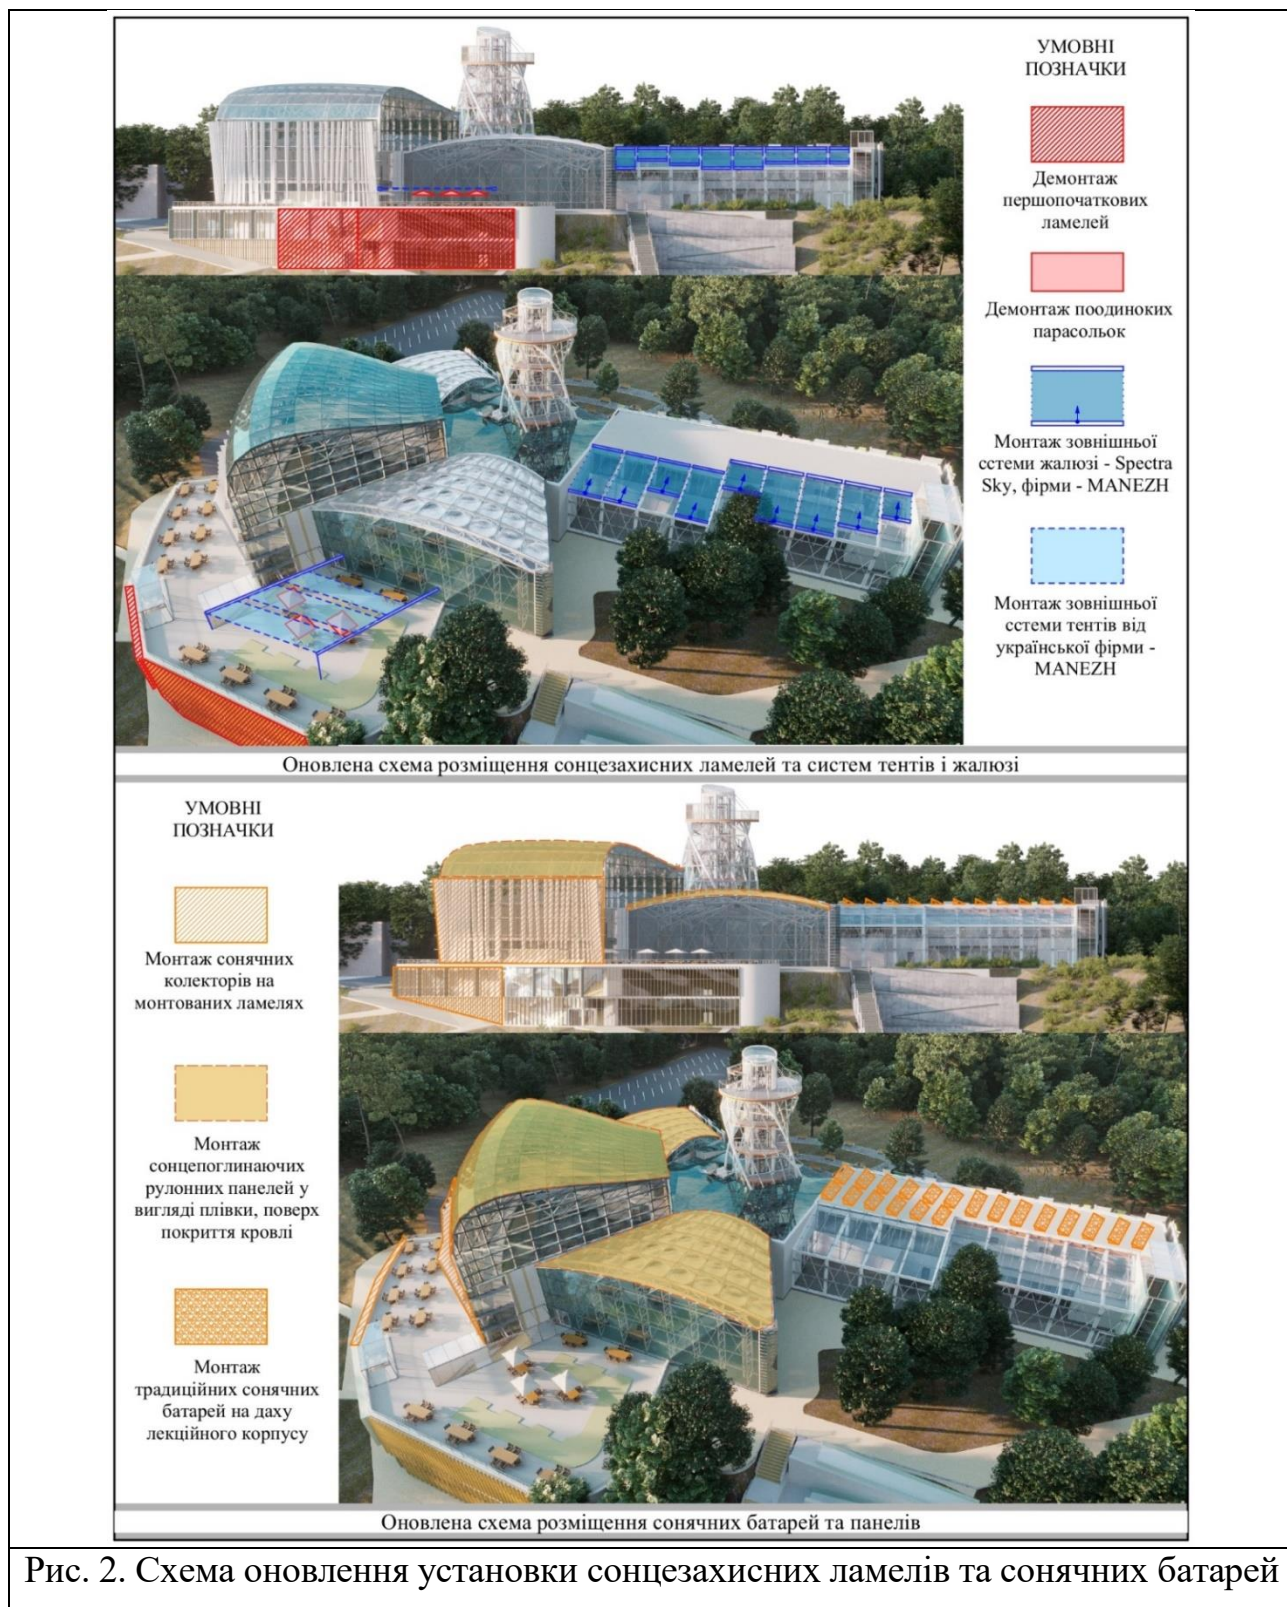 УМОВНІ
ПОЗНАЧКИ
Демонтаж
першопочаткових
ламелей
Демонтаж поодиноких
парасольок
Монтаж зовнішньої
сстеми жалюзі - Spectra
Sky, фірми - MANEZH
Монтаж зовнішньої
сстеми тентів від
української фірми -
MANEZH
Оновлена схема розміщення сонцезахисних ламелей та систем тентів і жалюзі
УМОВНІ
ПОЗНАЧКИ
Монтаж сонячних
колекторів на
монтованих ламелях
Монтаж
сонцепоглинаючих
рулонних панелей у
вигляді плівки, поверх
покриття кровлі
Монтаж
традиційних сонячних
батарей на даху
лекційного корпусу
Оновлена схема розміщення сонячних батарей та панелів
Рис. 2. Схема оновлення установки сонцезахисних ламелів та сонячних батарей